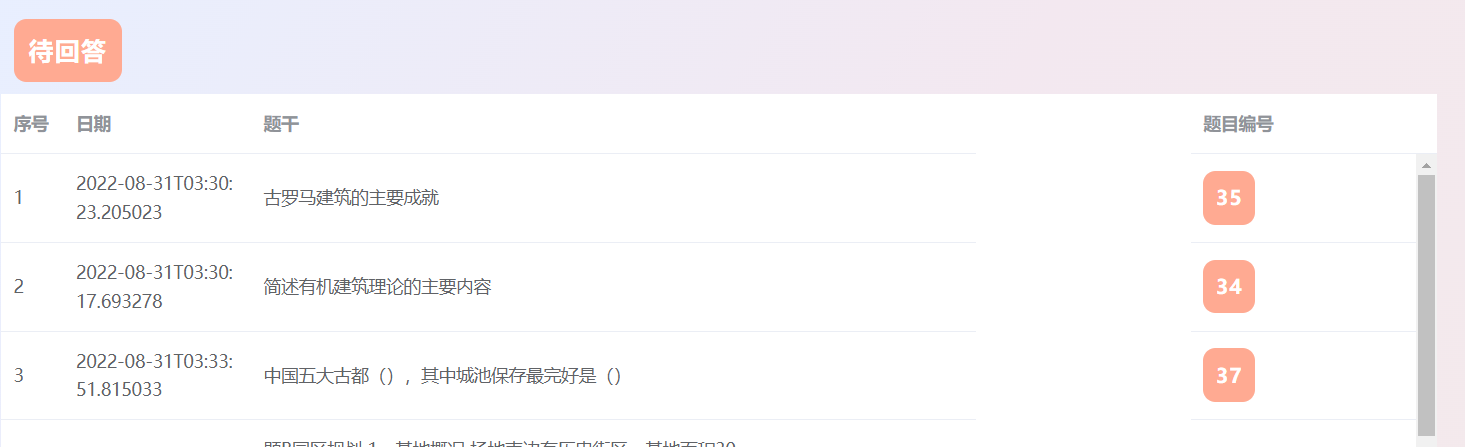 待回答
序号 日期 题干 题目编号
1 2022-08-31T03:30:23.205023 古罗马建筑的主要成就 35
2 2022-08-31T03:30:17.693278 简述有机建筑理论的主要内容 34
3 2022-08-31T03:33:51.815033 中国五大古都（），其中城池保存最完好是（） 37